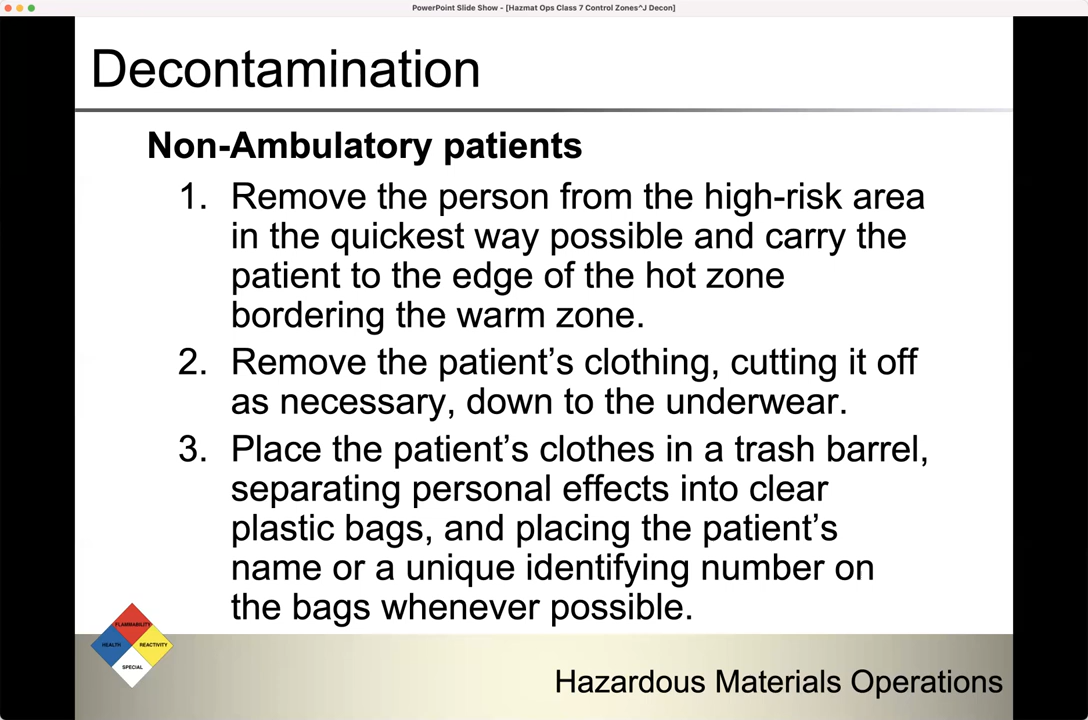 PowerPoint Slide Show - [Hazmat Ops Class 7 Control Zones^J Decon]
Decontamination
Non-Ambulatory patients
1. Remove the person from the high-risk area
in the quickest way possible and carry the
patient to the edge of the hot zone
bordering the warm zone.
2. Remove the patient’s clothing, cutting it off
as necessary, down to the underwear.
3. Place the patient’s clothes in a trash barrel,
separating personal effects into clear
plastic bags, and placing the patient’s
name or a unique identifying number on
the bags whenever possible.
FLAMMABILITY
HEALTH
REACTIVITY
SPECIAL
Hazardous Materials Operations